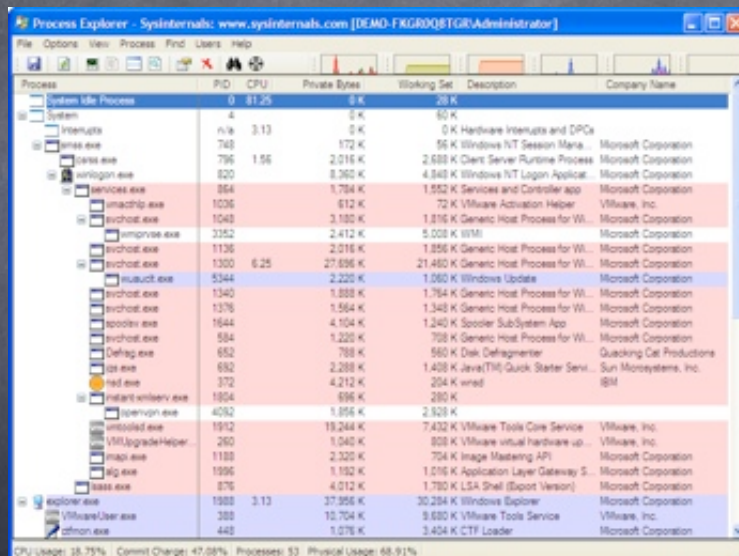 Process Explorer - Sysinternals: www.sysinternals.com [DEMO-FKGR0Q8TGR\Administrator]
File Options View Process Find Users Help
Process PID CPU Private Bytes Working Set Description Company Name
System Idle Process 0 81.25 0 K 28 K
System 4 0 K 60 K
Interrupts n/a 3.13 0 K 0 K Hardware Interrupts and DPCs
smss.exe 748 172 K 56 K Windows NT Session Mana... Microsoft Corporation
csrss.exe 796 1.56 2,016 K 2,688 K Client Server Runtime Process Microsoft Corporation
winlogon.exe 820 8,360 K 4,848 K Windows NT Logon Applicat... Microsoft Corporation
services.exe 864 1,784 K 1,552 K Services and Controller app Microsoft Corporation
vmacthlp.exe 1036 612 K 72 K VMware Activation Helper VMware, Inc.
svchost.exe 1048 3,180 K 1,816 K Generic Host Process for Wi... Microsoft Corporation
wmiprvse.exe 3352 2,412 K 5,008 K WMI Microsoft Corporation
svchost.exe 1136 2,016 K 1,856 K Generic Host Process for Wi... Microsoft Corporation
svchost.exe 1300 6.25 27,696 K 21,460 K Generic Host Process for Wi... Microsoft Corporation
wuauclt.exe 5344 2,220 K 1,060 K Windows Update Microsoft Corporation
svchost.exe 1340 1,888 K 1,764 K Generic Host Process for Wi... Microsoft Corporation
svchost.exe 1376 1,564 K 1,348 K Generic Host Process for Wi... Microsoft Corporation
spoolsv.exe 1644 4,104 K 1,240 K Spooler SubSystem App Microsoft Corporation
svchost.exe 584 1,220 K 708 K Generic Host Process for Wi... Microsoft Corporation
Defrag.exe 652 788 K 560 K Disk Defragmenter Quacking Cat Productions
jqs.exe 692 2,288 K 1,408 K Java(TM) Quick Starter Servi... Sun Microsystems, Inc.
nsd.exe 372 4,212 K 204 K wnsd IBM
instant-xmlserv.exe 1804 696 K 280 K
openvpn.exe 4092 1,856 K 2,928 K
vmtoolsd.exe 1912 19,244 K 7,432 K VMware Tools Core Service VMware, Inc.
VMUpgradeHelper... 260 1,040 K 808 K VMware virtual hardware up... VMware, Inc.
imapi.exe 1188 2,320 K 704 K Image Mastering API Microsoft Corporation
alg.exe 1996 1,192 K 1,016 K Application Layer Gateway S... Microsoft Corporation
lsass.exe 876 4,012 K 1,780 K LSA Shell (Export Version) Microsoft Corporation
explorer.exe 1988 3.13 37,956 K 30,284 K Windows Explorer Microsoft Corporation
VMwareUser.exe 388 10,704 K 9,680 K VMware Tools Service VMware, Inc.
ctfmon.exe 448 1,076 K 3,404 K CTF Loader Microsoft Corporation
CPU Usage: 18.75% Commit Charge: 47.08% Processes: 53 Physical Usage: 68.91%